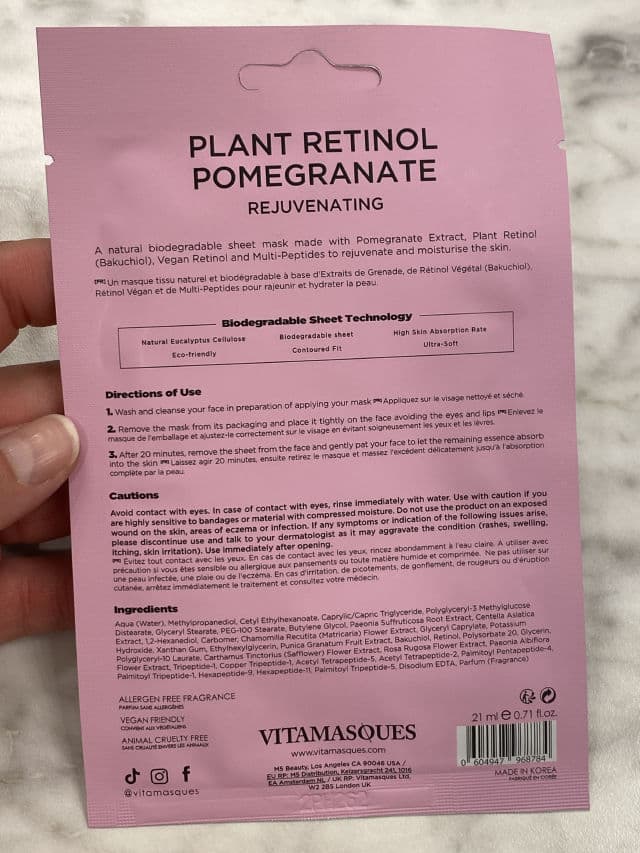 PLANT RETINOL
POMEGRANATE
REJUVENATING
A natural biodegradable sheet mask made with Pomegranate Extract, Plant Retinol
(Bakuchiol), Vegan Retinol and Multi-Peptides to rejuvenate and moisturise the skin.
[FR] Un masque tissu naturel et biodégradable à base d'Extraits de Grenade, de Rétinol Végétal (Bakuchiol),
Rétinol Végan et de Multi-Peptides pour rajeunir et hydrater la peau.
Biodegradable Sheet Technology
Natural Eucalyptus Cellulose Biodegradable sheet High Skin Absorption Rate
Eco-friendly Contoured Fit Ultra-Soft
Directions of Use
1. Wash and cleanse your face in preparation of applying your mask [FR] Appliquez sur le visage nettoyé et séché.
2. Remove the mask from its packaging and place it tightly on the face avoiding the eyes and lips [FR] Enlevez le
masque de l'emballage et ajustez-le correctement sur le visage en évitant soigneusement les yeux et les lèvres.
3. After 20 minutes, remove the sheet from the face and gently pat your face to let the remaining essence absorb
into the skin [FR] Laissez agir 20 minutes, ensuite retirez le masque et massez l'excédent délicatement jusqu'à l'absorption
complète par la peau.
Cautions
Avoid contact with eyes. In case of contact with eyes, rinse immediately with water. Use with caution if you
are highly sensitive to bandages or material with compressed moisture. Do not use the product on an exposed
wound on the skin, areas of eczema or infection. If any symptoms or indication of the following issues arise,
please discontinue use and talk to your dermatologist as it may aggravate the condition (rashes, swelling,
itching, skin irritation). Use immediately after opening.
[FR] Évitez tout contact avec les yeux. En cas de contact avec les yeux, rincez abondamment à l'eau claire. A utiliser avec
précaution si vous êtes sensible ou allergique aux pansements ou toute matière humide et comprimée. Ne pas utiliser sur
une peau infectée, une plaie ou de l'eczéma. En cas d'irritation, de picotements, de gonflement, de rougeurs ou d'éruption
cutanée, arrêtez immédiatement le traitement et consultez votre médecin.
Ingredients
Aqua (Water), Methylpropanediol, Cetyl Ethylhexanoate, Caprylic/Capric Triglyceride, Polyglyceryl-3 Methylglucose
Distearate, Glyceryl Stearate, PEG-100 Stearate, Butylene Glycol, Paeonia Suffruticosa Root Extract, Centella Asiatica
Extract, 1,2-Hexanediol, Carbomer, Chamomilla Recutita (Matricaria) Flower Extract, Glyceryl Caprylate, Potassium
Hydroxide, Xanthan Gum, Ethylhexylglycerin, Punica Granatum Fruit Extract, Bakuchiol, Retinol, Polysorbate 20, Glycerin,
Polyglyceryl-10 Laurate, Carthamus Tinctorius (Safflower) Flower Extract, Rosa Rugosa Flower Extract, Paeonia Albiflora
Flower Extract, Tripeptide-1, Copper Tripeptide-1, Acetyl Tetrapeptide-5, Acetyl Tetrapeptide-2, Palmitoyl Pentapeptide-4,
Palmitoyl Tripeptide-1, Hexapeptide-9, Hexapeptide-11, Palmitoyl Tripeptide-5, Disodium EDTA, Parfum (Fragrance)
ALLERGEN FREE FRAGRANCE
PARFUM SANS ALLERGÈNES
VEGAN FRIENDLY
CONVIENT AUX VÉGÉTALIENS
ANIMAL CRUELTY FREE
SANS CRUAUTÉ ENVERS LES ANIMAUX
@vitamasques
VITAMASQUES
www.vitamasques.com
M5 Beauty, Los Angeles CA 90046 USA /
EU RP: M5 Distribution, Keizersgracht 241, 1016
EA Amsterdam NL / UK RP: Vitamasques Ltd,
W2 2BS London UK
21 ml e 0.71 fl.oz.
0 604947 968784
MADE IN KOREA
FABRIQUÉ EN CORÉE